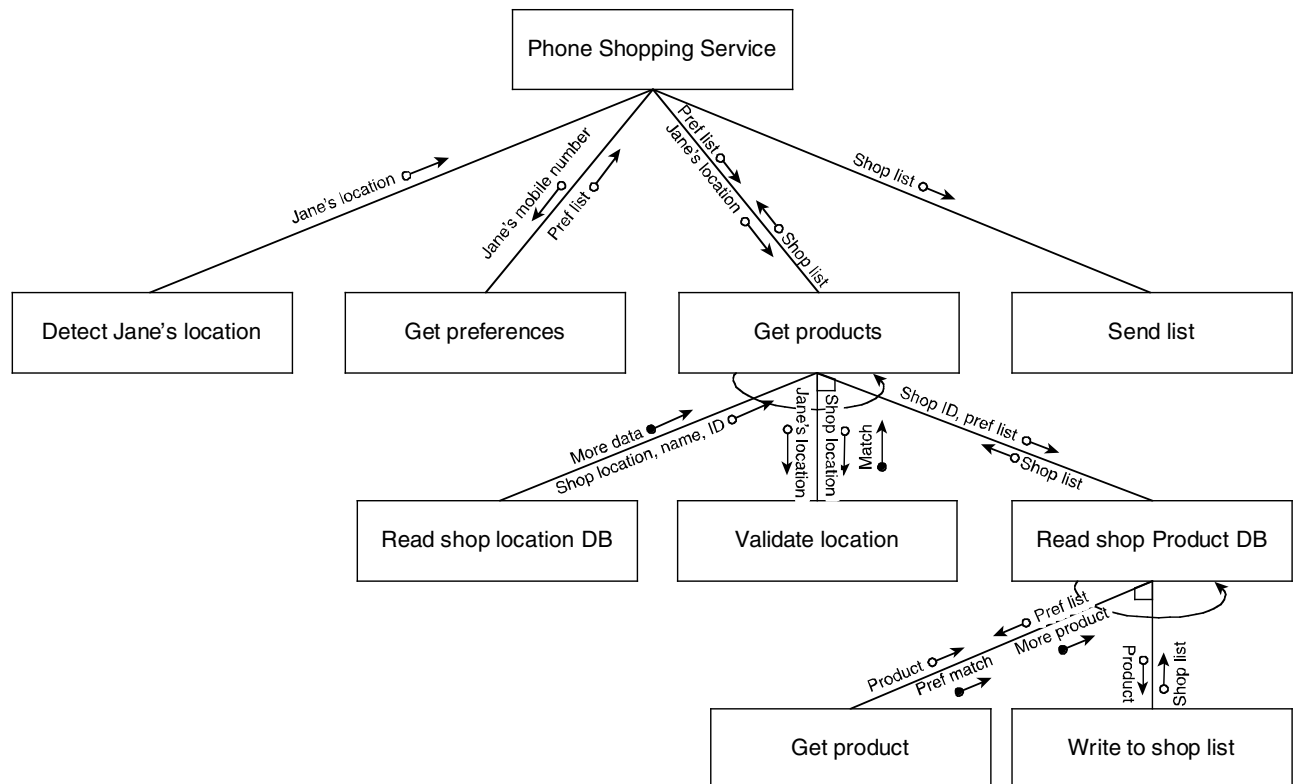 Phone Shopping Service
Jane’s location
Jane’s mobile number
Pref list
Pref list
Jane’s location
Shop list
Shop list
Detect Jane’s location
Get preferences
Get products
Send list
More data
Shop location, name, ID
Jane’s location
Shop location
Match
Shop ID, pref list
Shop list
Read shop location DB
Validate location
Read shop Product DB
Pref list
More product
Product
Pref match
Product
Shop list
Get product
Write to shop list